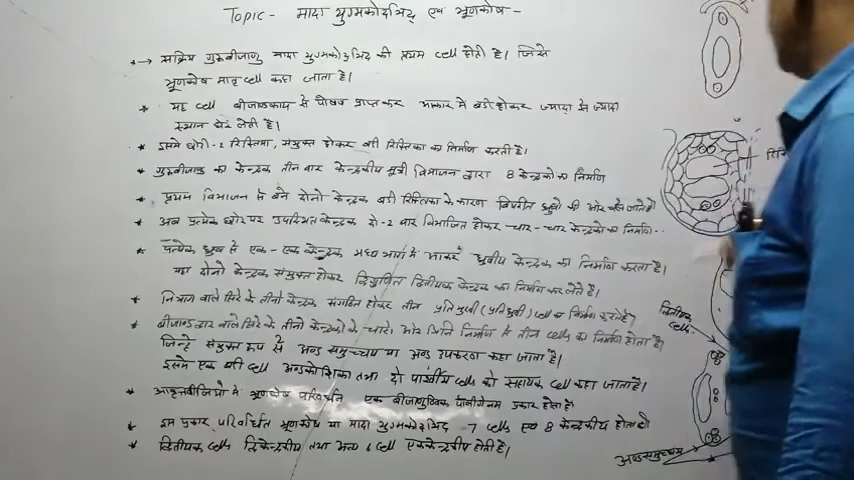 Topic- मादा युग्मकोदभिद् एवं भ्रूणकोष -
* → सक्रिय गुरुबीजाणु मादा युग्मकोदभिद की प्रथम cell होती है। जिसे
भ्रूणकोष मातृ cell कहा जाता है।
* यह cell बीजाण्डकाय से पोषण प्राप्त कर आकार मे बडी होकर ज्यादा से ज्यादा
स्थान घेर लेती है।
* इसमे छोटी-2 रिक्तिका, संयुक्त होकर बडी रिक्तिका का निर्माण करती है।
* गुरुबीजाणु का केन्द्रक तीन बार केन्द्रकीय सूत्री विभाजन द्वारा 8 केन्द्रको का निर्माण
* प्रथम विभाजन से बने दोनो केन्द्रक बडी रिक्तिका के कारण विपरीत ध्रुवो की ओर चले जाते है
* अब प्रत्येक छोर पर उपस्थित केन्द्रक दो-2 बार विभाजित होकर चार-चार केन्द्रको का निर्माण..
* प्रत्येक ध्रुव से एक-एक केन्द्रक मध्य भाग मे आकर ध्रुवीय केन्द्रक का निर्माण करता है।
यह दोनो केन्द्रक संयुक्त होकर द्विगुणित द्वितीयक केन्द्रक का निर्माण कर लेते है।
* निभाग वाले सिरे के तीनो केन्द्रक संगठित होकर तीन प्रतिमुखी (प्रतिध्रुवी) cell का निर्माण करते है
* बीजाण्डद्वार वाले सिरे के तीनो केन्द्रको के चारो ओर भित्ति निर्माण से तीन cells का निर्माण होता है
जिन्हे संयुक्त रूप से अण्ड समुच्चय या अण्ड उपकरण कहा जाता है।
इसमे एक बडी cell अण्डकोशिका तथा दो पार्श्वीय cells को सहायक cell कहा जाता है।
* आवृतबीजियो मे भ्रूणकोष परिवर्धन एक बीजाणुविक पालीगोनम प्रकार होता है।
* इस प्रकार परिवर्धित भ्रूणकोष या मादा युग्मकोदभिद 7 cells एवं 8 केन्द्रकीय होता है
* द्वितीयक cells द्विकेन्द्रकीय तथा अन्य 6 cell एककेन्द्रकीय होती है।
द्वितीयक
cells.
अण्डसमुच्चय